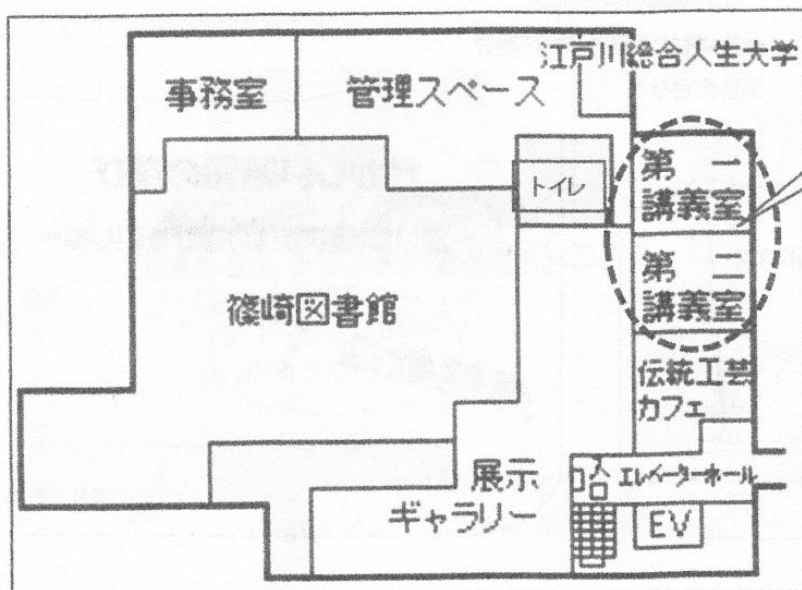 江戸川総合人生大学
事務室
管理スペース
トイレ
第一
講義室
第二
講義室
篠崎図書館
伝統工芸
カフェ
展示
ギャラリー
エレベーターホール
EV